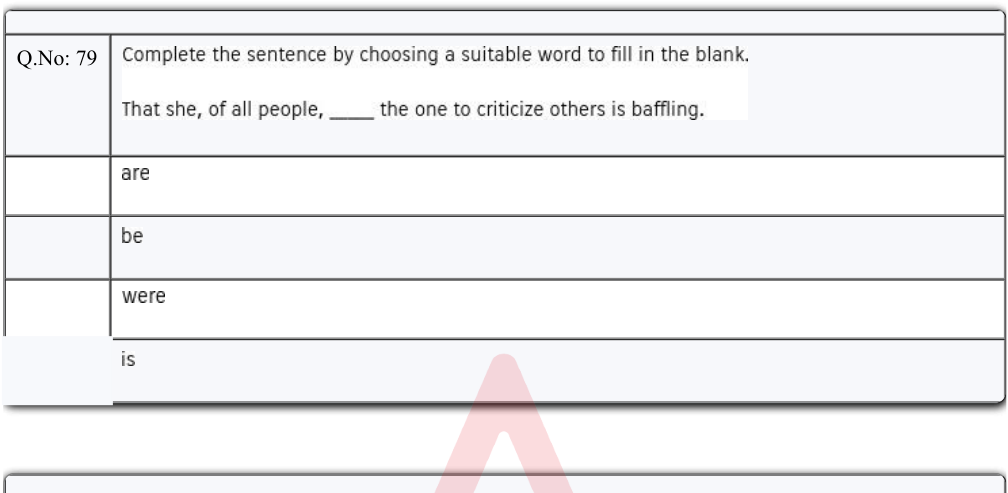 Q.No: 79
Complete the sentence by choosing a suitable word to fill in the blank.
That she, of all people, _____ the one to criticize others is baffling.
are
be
were
is